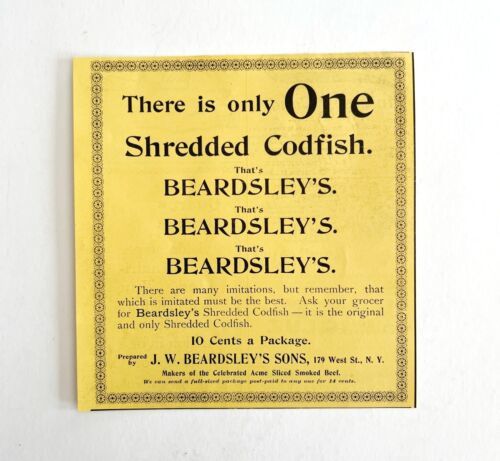 There is only One
Shredded Codfish.
That's
BEARDSLEY'S.
That's
BEARDSLEY'S.
That's
BEARDSLEY'S.
There are many imitations, but remember, that
which is imitated must be the best. Ask your grocer
for Beardsley's Shredded Codfish — it is the original
and only Shredded Codfish.
10 Cents a Package.
Prepared by J. W. BEARDSLEY'S SONS, 179 West St., N. Y.
Makers of the Celebrated Acme Sliced Smoked Beef.
We can send a full-sized package post-paid to any one for 14 cents.